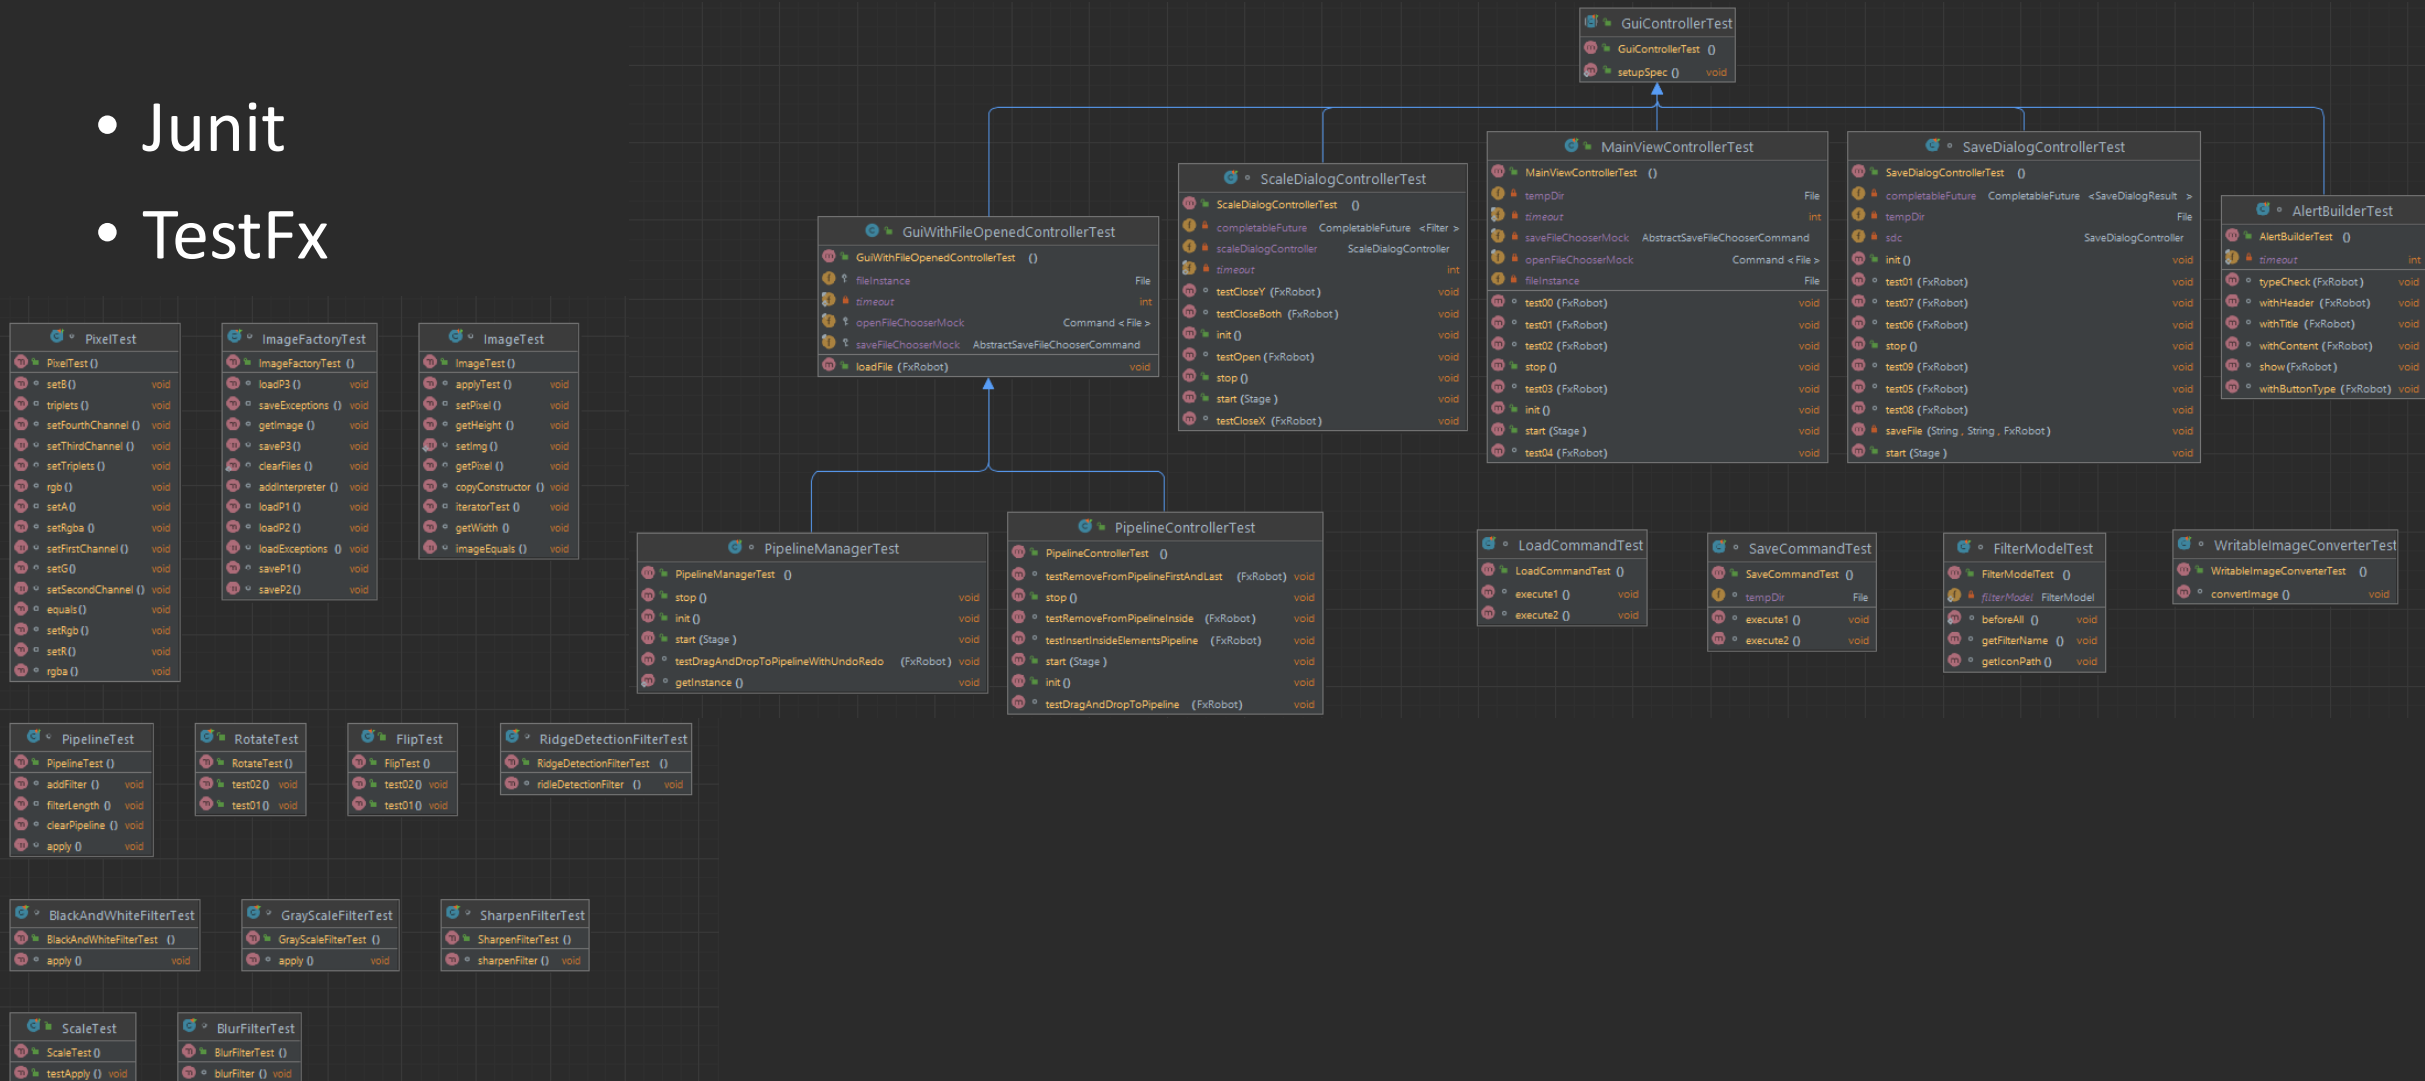 • Junit
• TestFx
GuiControllerTest
GuiControllerTest ()
setupSpec () void
GuiWithFileOpenedControllerTest
GuiWithFileOpenedControllerTest ()
fileInstance File
timeout int
openFileChooserMock Command <File>
saveFileChooserMock AbstractSaveFileChooserCommand
loadFile (FxRobot) void
ScaleDialogControllerTest
ScaleDialogControllerTest ()
completableFuture CompletableFuture <Filter>
scaleDialogController ScaleDialogController
timeout int
testCloseY (FxRobot) void
testCloseBoth (FxRobot) void
init () void
testOpen (FxRobot) void
stop () void
start (Stage) void
testCloseX (FxRobot) void
MainViewControllerTest
MainViewControllerTest ()
tempDir File
timeout int
saveFileChooserMock AbstractSaveFileChooserCommand
openFileChooserMock Command <File>
fileInstance File
test00 (FxRobot) void
test01 (FxRobot) void
test02 (FxRobot) void
stop () void
test03 (FxRobot) void
init () void
start (Stage) void
test04 (FxRobot) void
SaveDialogControllerTest
SaveDialogControllerTest ()
completableFuture CompletableFuture <SaveDialogResult>
tempDir File
sdc SaveDialogController
init () void
test01 (FxRobot) void
test07 (FxRobot) void
test06 (FxRobot) void
stop () void
test09 (FxRobot) void
test05 (FxRobot) void
test08 (FxRobot) void
saveFile (String, String, FxRobot) void
start (Stage) void
AlertBuilderTest
AlertBuilderTest ()
timeout int
typeCheck (FxRobot) void
withHeader (FxRobot) void
withTitle (FxRobot) void
withContent (FxRobot) void
show (FxRobot) void
withButtonType (FxRobot) void
PixelTest
PixelTest ()
setB () void
triplets () void
setFourthChannel () void
setThirdChannel () void
setTriplets () void
rgb () void
setA () void
setRgba () void
setFirstChannel () void
setG () void
setSecondChannel () void
equals () void
setRgb () void
setR () void
rgba () void
ImageFactoryTest
ImageFactoryTest ()
loadP3 () void
saveExceptions () void
getImage () void
saveP3 () void
clearFiles () void
addInterpreter () void
loadP1 () void
loadP2 () void
loadExceptions () void
saveP1 () void
saveP2 () void
ImageTest
ImageTest ()
applyTest () void
setPixel () void
getHeight () void
setImg () void
getPixel () void
copyConstructor () void
iteratorTest () void
getWidth () void
imageEquals () void
PipelineManagerTest
PipelineManagerTest ()
stop () void
init () void
start (Stage) void
testDragAndDropToPipelineWithUndoRedo (FxRobot) void
getInstance () void
PipelineControllerTest
PipelineControllerTest ()
testRemoveFromPipelineFirstAndLast (FxRobot) void
stop () void
testRemoveFromPipelineInside (FxRobot) void
testInsertInsideElementsPipeline (FxRobot) void
start (Stage) void
init () void
testDragAndDropToPipeline (FxRobot) void
LoadCommandTest
LoadCommandTest ()
execute1 () void
execute2 () void
SaveCommandTest
SaveCommandTest ()
tempDir File
execute1 () void
execute2 () void
FilterModelTest
FilterModelTest ()
filterModel FilterModel
beforeAll () void
getFilterName () void
getIconPath () void
WritableImageConverterTest
WritableImageConverterTest ()
convertImage () void
PipelineTest
PipelineTest ()
addFilter () void
filterLength () void
clearPipeline () void
apply () void
RotateTest
RotateTest ()
test02 () void
test01 () void
FlipTest
FlipTest ()
test02 () void
test01 () void
RidgeDetectionFilterTest
RidgeDetectionFilterTest ()
ridleDetectionFilter () void
BlackAndWhiteFilterTest
BlackAndWhiteFilterTest ()
apply () void
GrayScaleFilterTest
GrayScaleFilterTest ()
apply () void
SharpenFilterTest
SharpenFilterTest ()
sharpenFilter () void
ScaleTest
ScaleTest ()
testApply () void
BlurFilterTest
BlurFilterTest ()
blurFilter () void